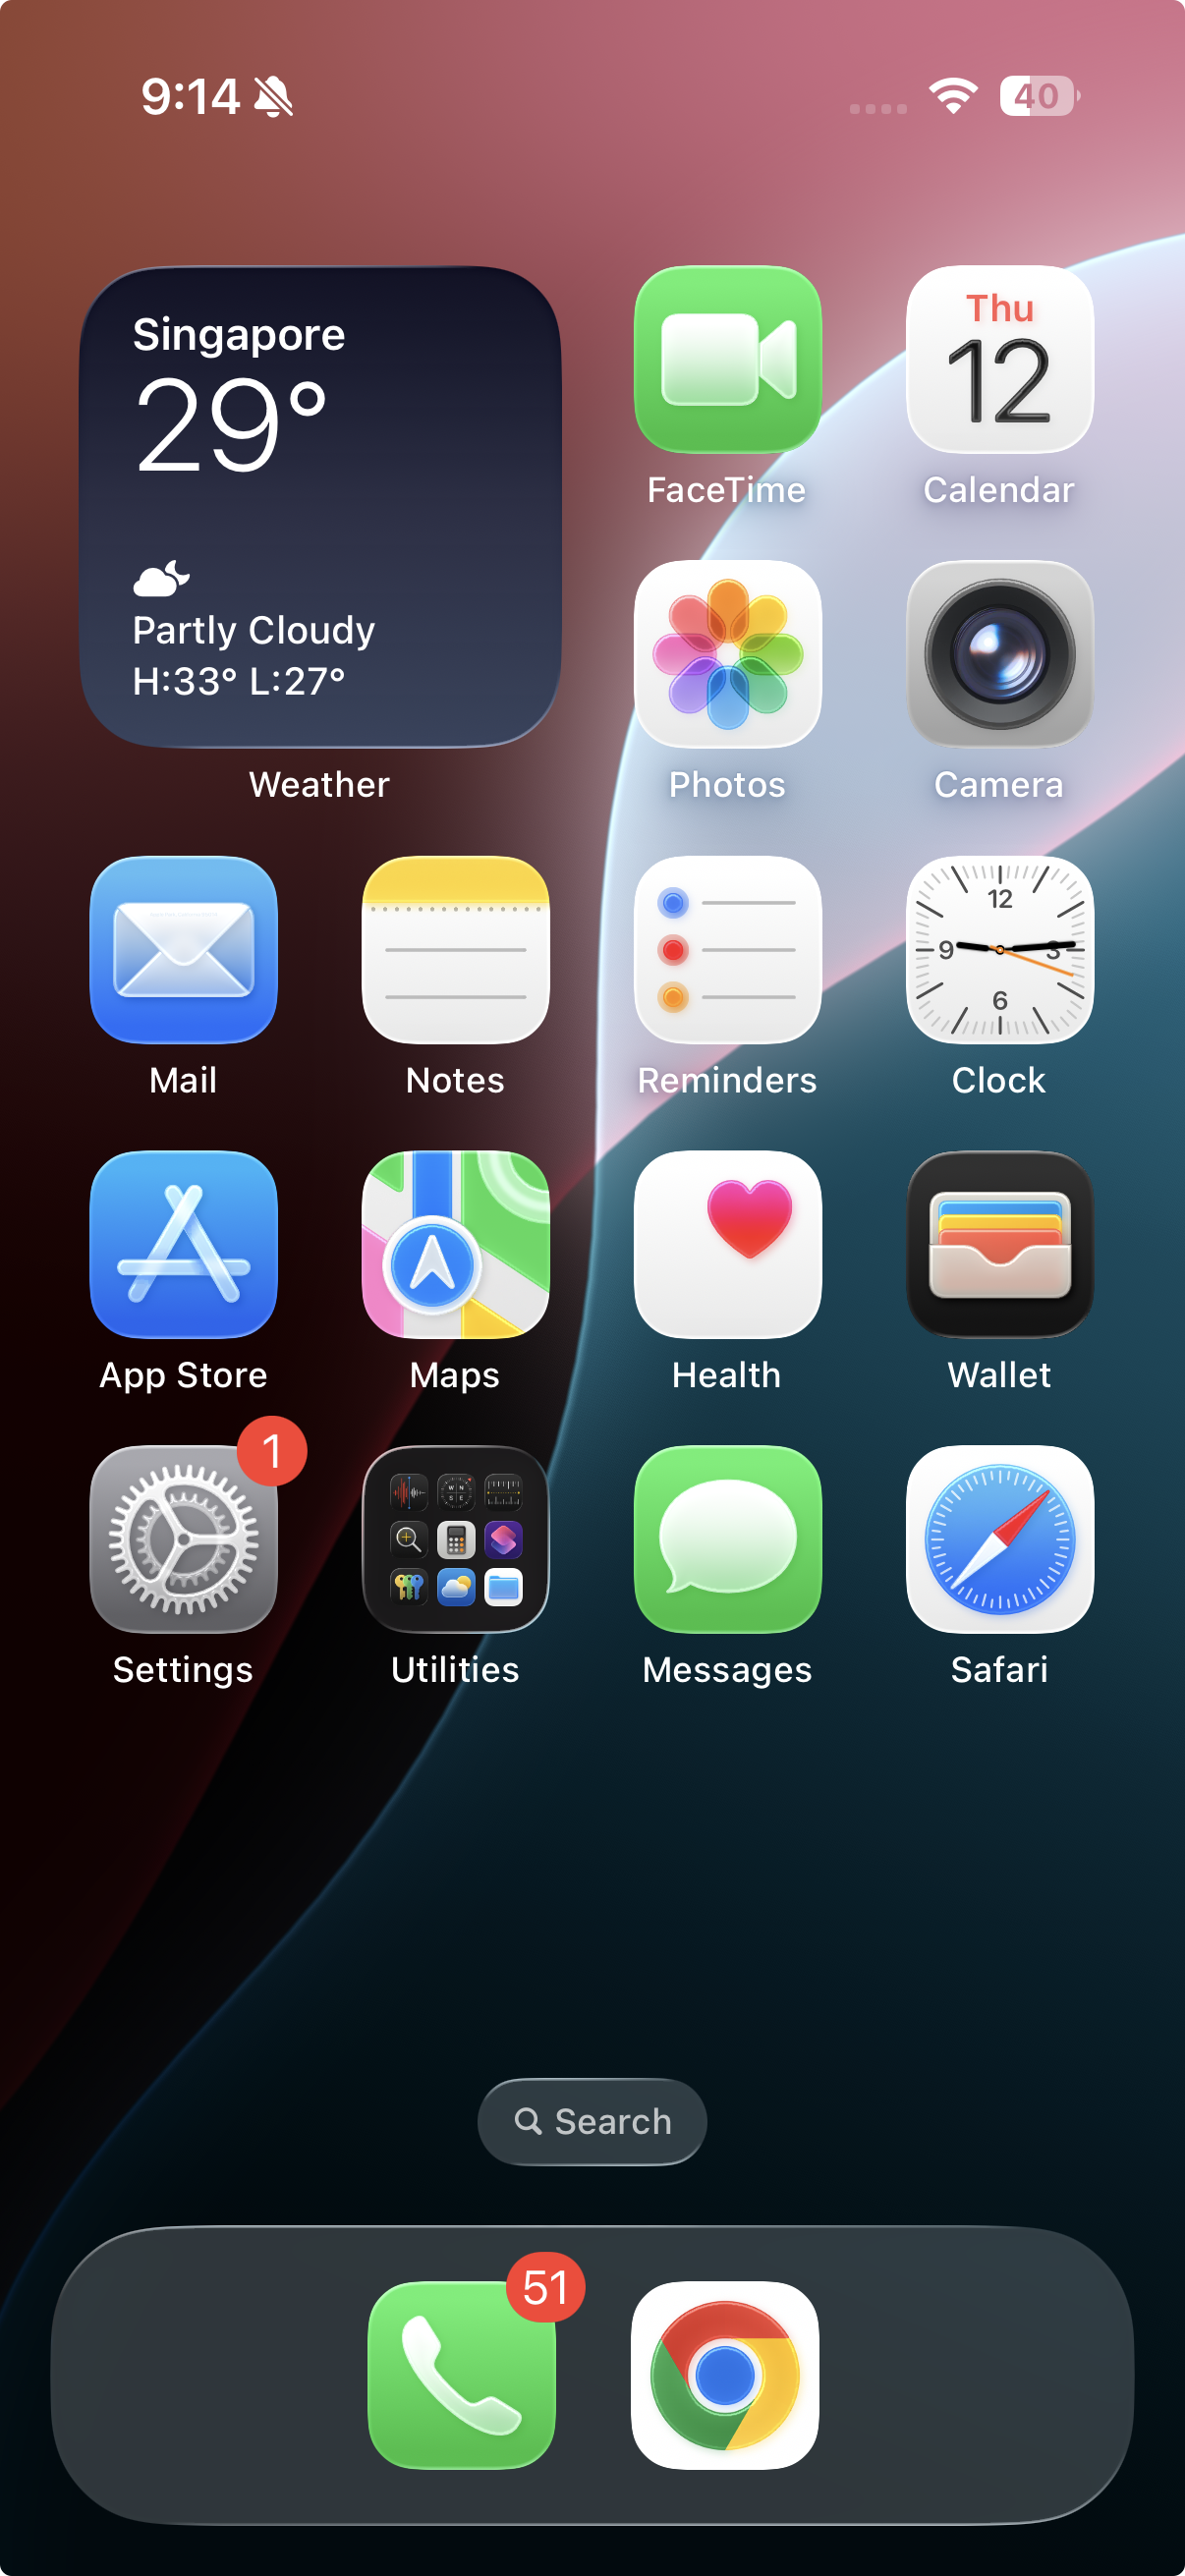 9:14
40
Singapore
29°
Partly Cloudy
H:33° L:27°
Weather
FaceTime
Thu
12
Calendar
Photos
Camera
Mail
Notes
Reminders
12
9
3
6
Clock
App Store
Maps
Health
Wallet
1
Settings
W N
S E
Utilities
Messages
Safari
Search
51